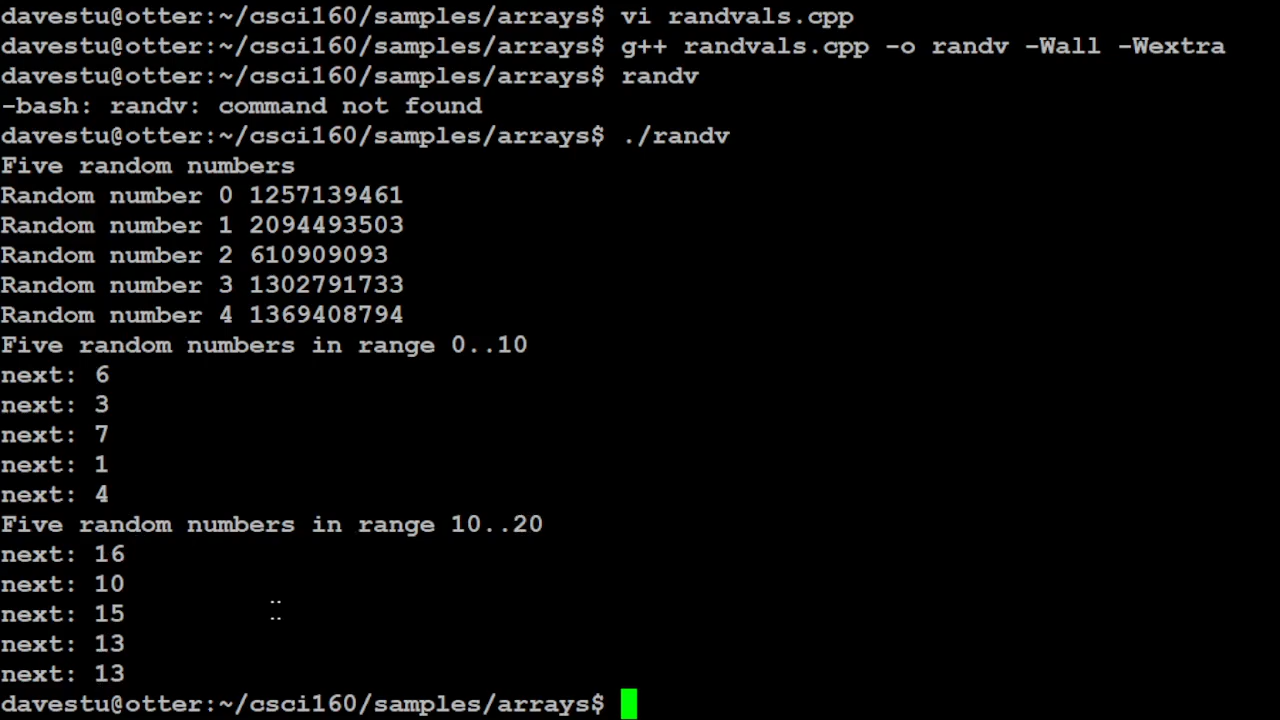 davestu@otter:~/csci160/samples/arrays$ vi randvals.cpp
davestu@otter:~/csci160/samples/arrays$ g++ randvals.cpp -o randv -Wall -Wextra
davestu@otter:~/csci160/samples/arrays$ randv
-bash: randv: command not found
davestu@otter:~/csci160/samples/arrays$ ./randv
Five random numbers
Random number 0 1257139461
Random number 1 2094493503
Random number 2 610909093
Random number 3 1302791733
Random number 4 1369408794
Five random numbers in range 0..10
next: 6
next: 3
next: 7
next: 1
next: 4
Five random numbers in range 10..20
next: 16
next: 10
next: 15
next: 13
next: 13
davestu@otter:~/csci160/samples/arrays$